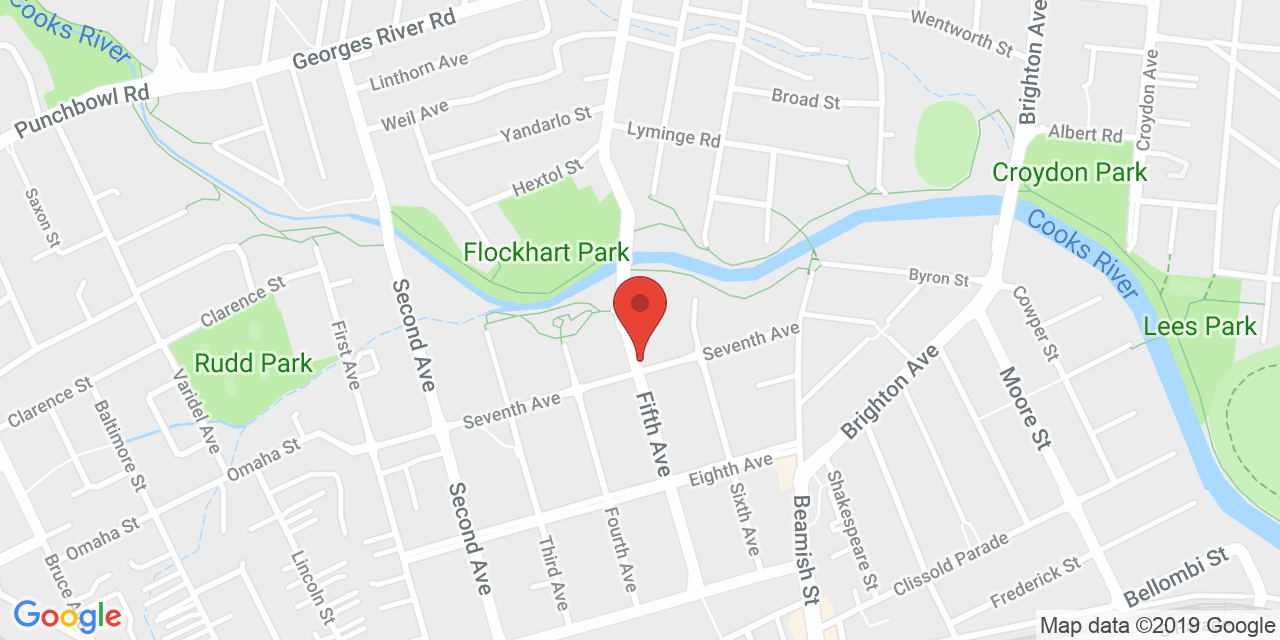 Cooks River
Georges River Rd
Wentworth St
Brighton Ave
Linthorn Ave
Croydon Ave
Punchbowl Rd
Weil Ave
Broad St
Yandarlo St
Lyminge Rd
Albert Rd
Hextol St
Croydon Park
Saxon St
Flockhart Park
Cooks River
Byron St
Clarence St
Second Ave
Cowper St
First Ave
Lees Park
Rudd Park
Seventh Ave
Clarence St
Varidel Ave
Seventh Ave
Brighton Ave
Moore St
Baltimore St
Fifth Ave
Omaha St
Eighth Ave
Second Ave
Sixth Ave
Beamish St
Shakespeare St
Omaha St
Third Ave
Fourth Ave
Lincoln St
Clissold Parade
Frederick St
Bellombi St
Bruce A
Google
Map data ©2019 Google